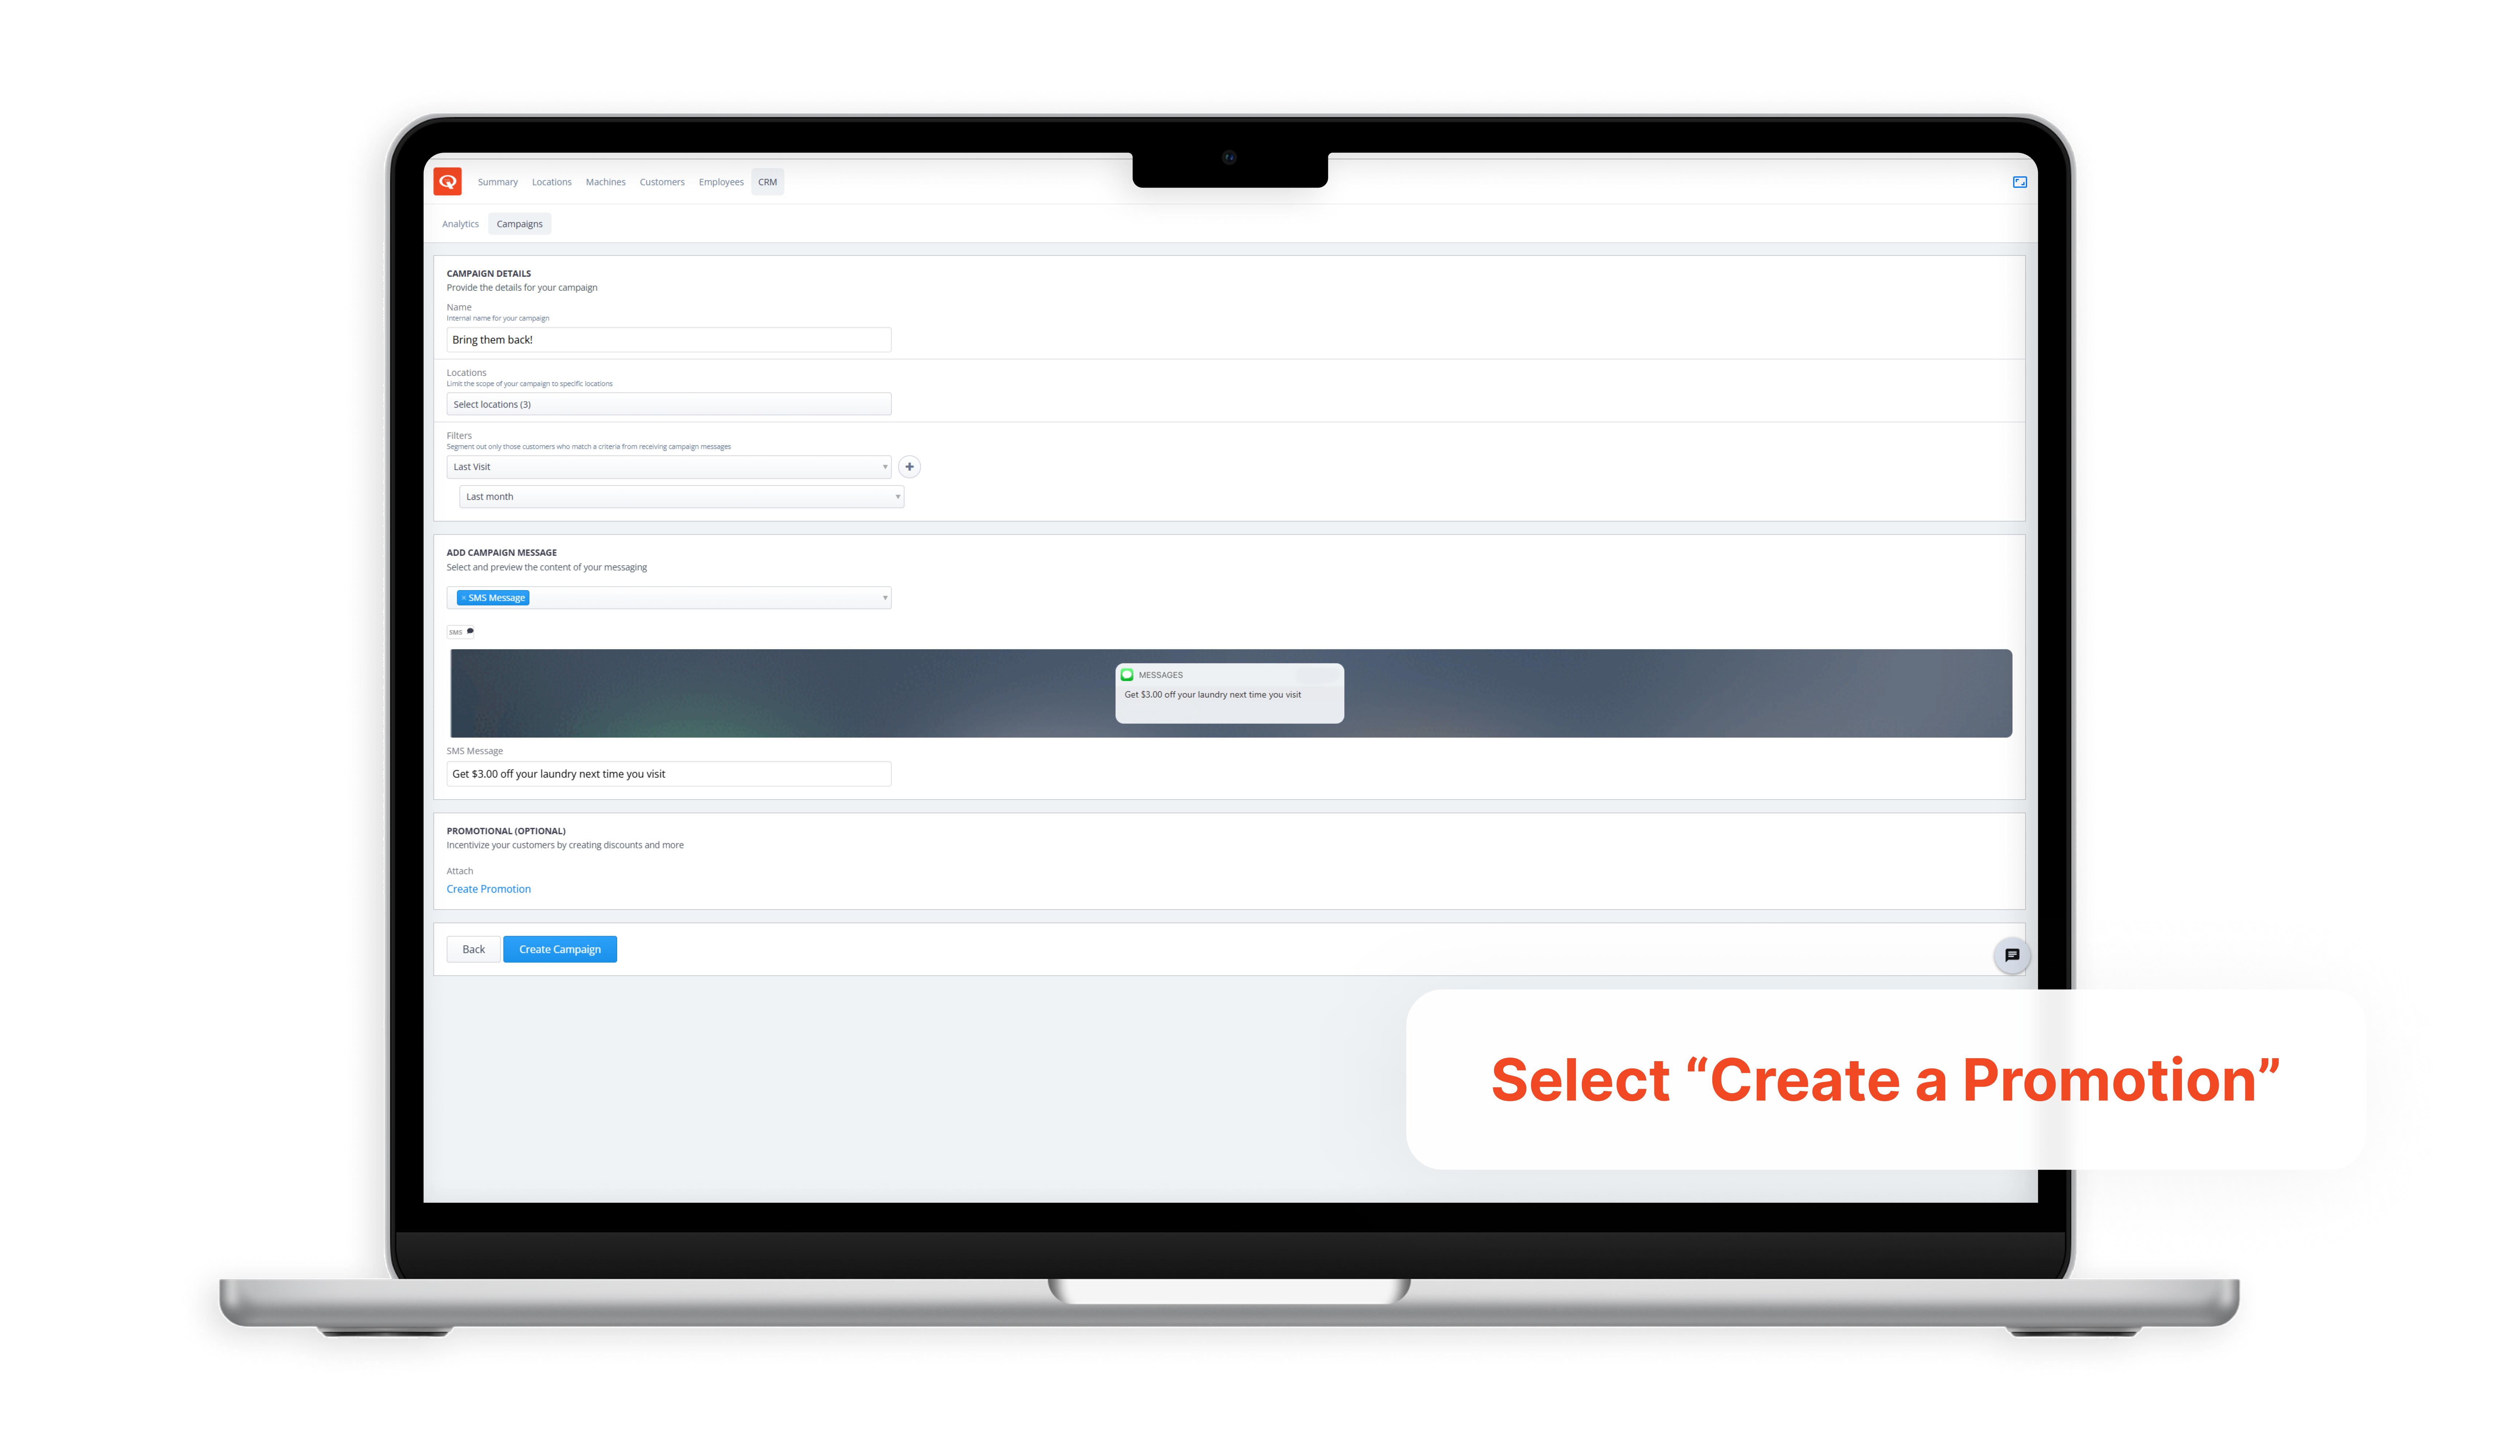 Summary Locations Machines Customers Employees CRM
Analytics Campaigns
CAMPAIGN DETAILS
Provide the details for your campaign
Name
Internal name for your campaign
Bring them back!
Locations
Limit the scope of your campaign to specific locations
Select locations (3)
Filters
Segment out only those customers who match a criteria from receiving campaign messages
Last Visit
Last month
ADD CAMPAIGN MESSAGE
Select and preview the content of your messaging
× SMS Message
SMS
MESSAGES
Get $3.00 off your laundry next time you visit
SMS Message
Get $3.00 off your laundry next time you visit
PROMOTIONAL (OPTIONAL)
Incentivize your customers by creating discounts and more
Attach
Create Promotion
Back Create Campaign
Select “Create a Promotion”